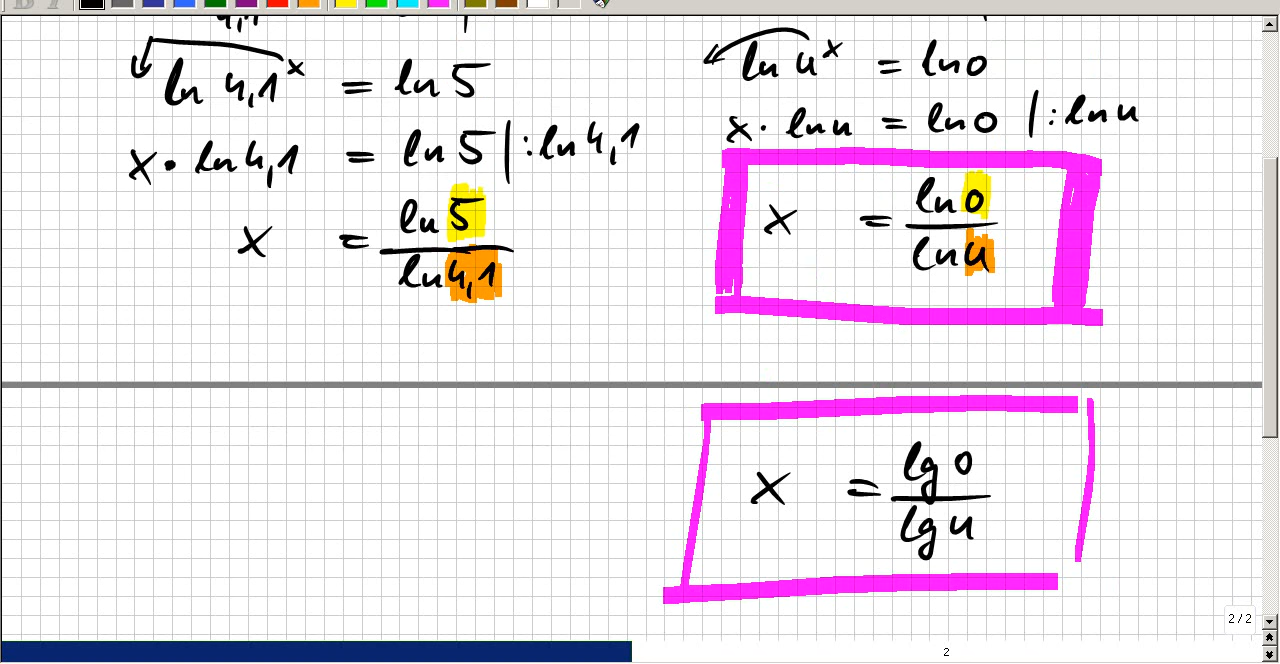 ln 4,1^x = ln 5
x · ln 4,1 = ln 5 | : ln 4,1
x = ln 5 / ln 4,1
ln u^x = ln o
x · ln u = ln o | : ln u
x = ln o / ln u
x = lg o / lg u
2 / 2
2